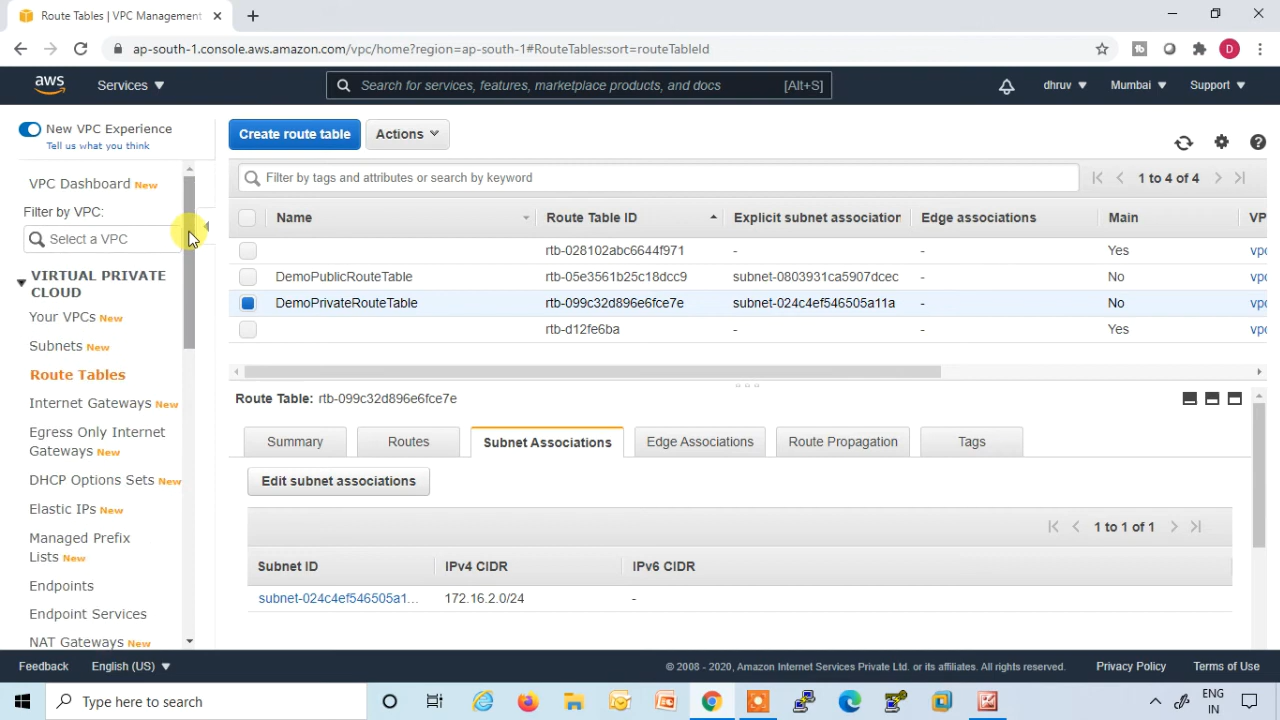 Route Tables | VPC Management
ap-south-1.console.aws.amazon.com/vpc/home?region=ap-south-1#RouteTables:sort=routeTableId
D
aws Services Search for services, features, marketplace products, and docs [Alt+S] dhruv Mumbai Support
New VPC Experience
Tell us what you think
VPC Dashboard New
Filter by VPC:
Select a VPC
VIRTUAL PRIVATE
CLOUD
Your VPCs New
Subnets New
Route Tables
Internet Gateways New
Egress Only Internet
Gateways New
DHCP Options Sets New
Elastic IPs New
Managed Prefix
Lists New
Endpoints
Endpoint Services
NAT Gateways New
Create route table Actions
Filter by tags and attributes or search by keyword 1 to 4 of 4
Name Route Table ID Explicit subnet association Edge associations Main VP
rtb-028102abc6644f971 - - Yes vpc
DemoPublicRouteTable rtb-05e3561b25c18dcc9 subnet-0803931ca5907dcec - No vpc
DemoPrivateRouteTable rtb-099c32d896e6fce7e subnet-024c4ef546505a11a - No vpc
rtb-d12fe6ba - - Yes vpc
Route Table: rtb-099c32d896e6fce7e
Summary Routes Subnet Associations Edge Associations Route Propagation Tags
Edit subnet associations
1 to 1 of 1
Subnet ID IPv4 CIDR IPv6 CIDR
subnet-024c4ef546505a1... 172.16.2.0/24 -
Feedback English (US) © 2008 - 2020, Amazon Internet Services Private Ltd. or its affiliates. All rights reserved. Privacy Policy Terms of Use
Type here to search
ENG
IN